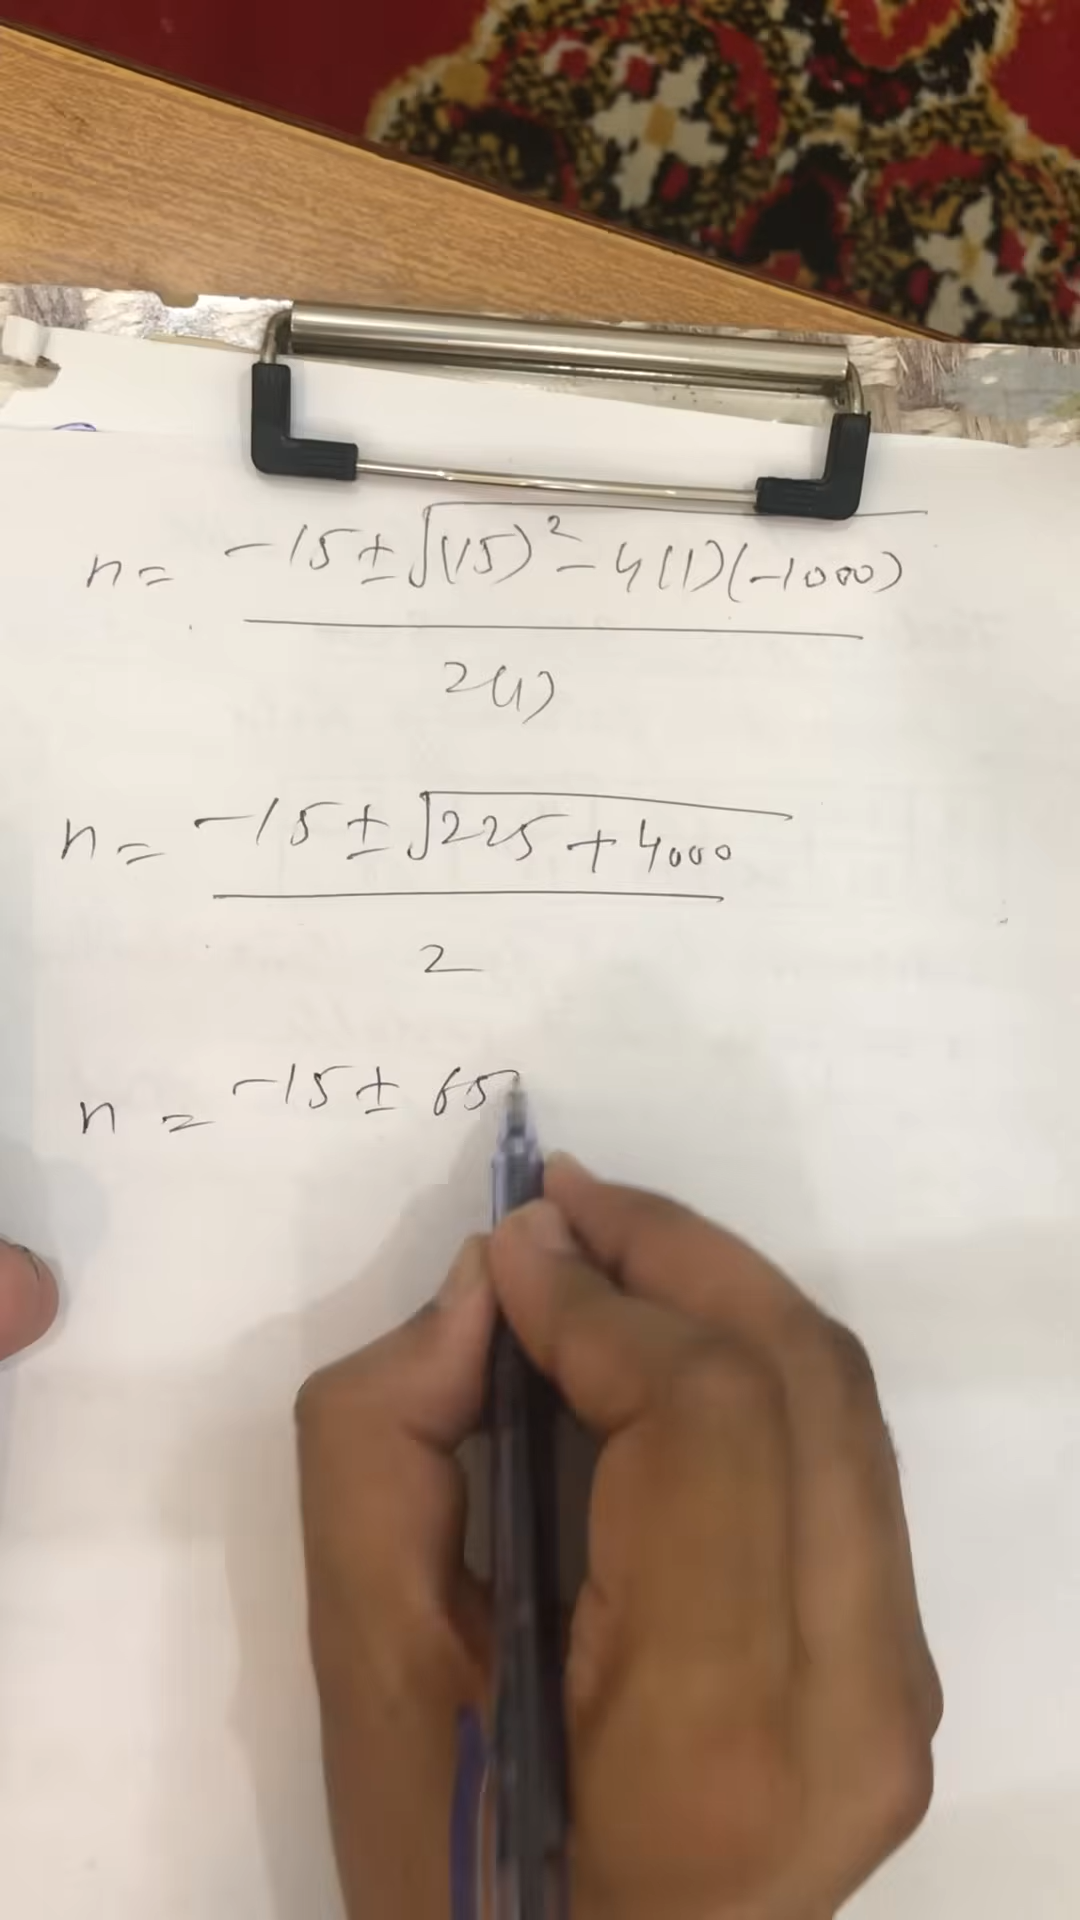 n = -15 ± √(15)² - 4(1)(-1000)
2(1)
n = -15 ± √225 + 4000
2
n = -15 ± 65